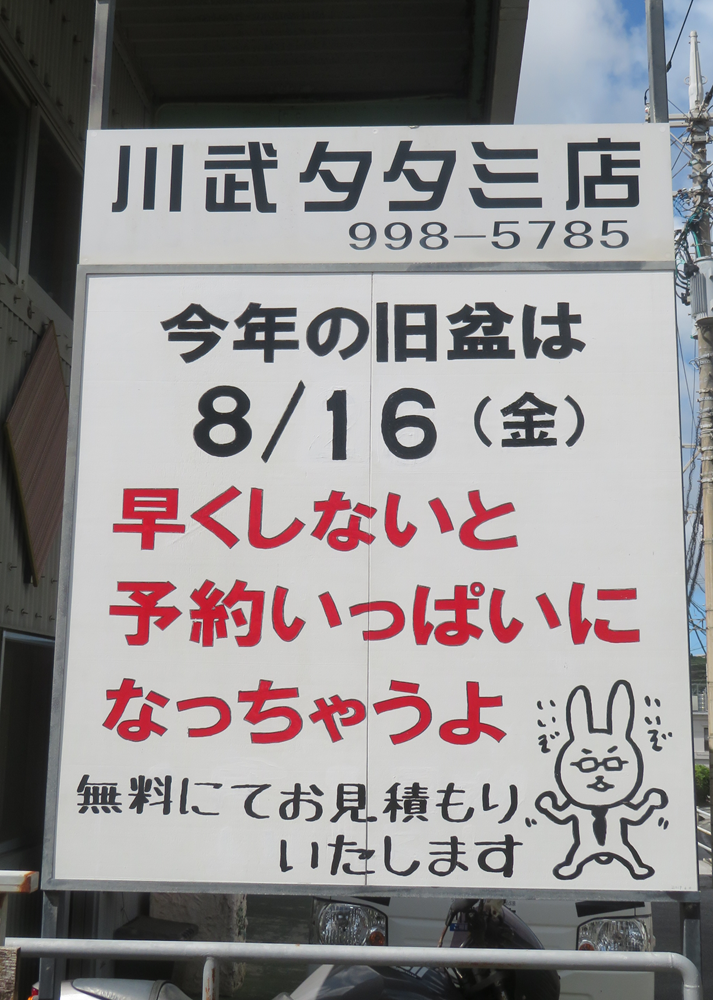 川武タタミ店
998-5785
今年の旧盆は
8/16（金）
早くしないと
予約いっぱいに
なっちゃうよ
いいぞ
いいぞ
無料にてお見積もり
いたします